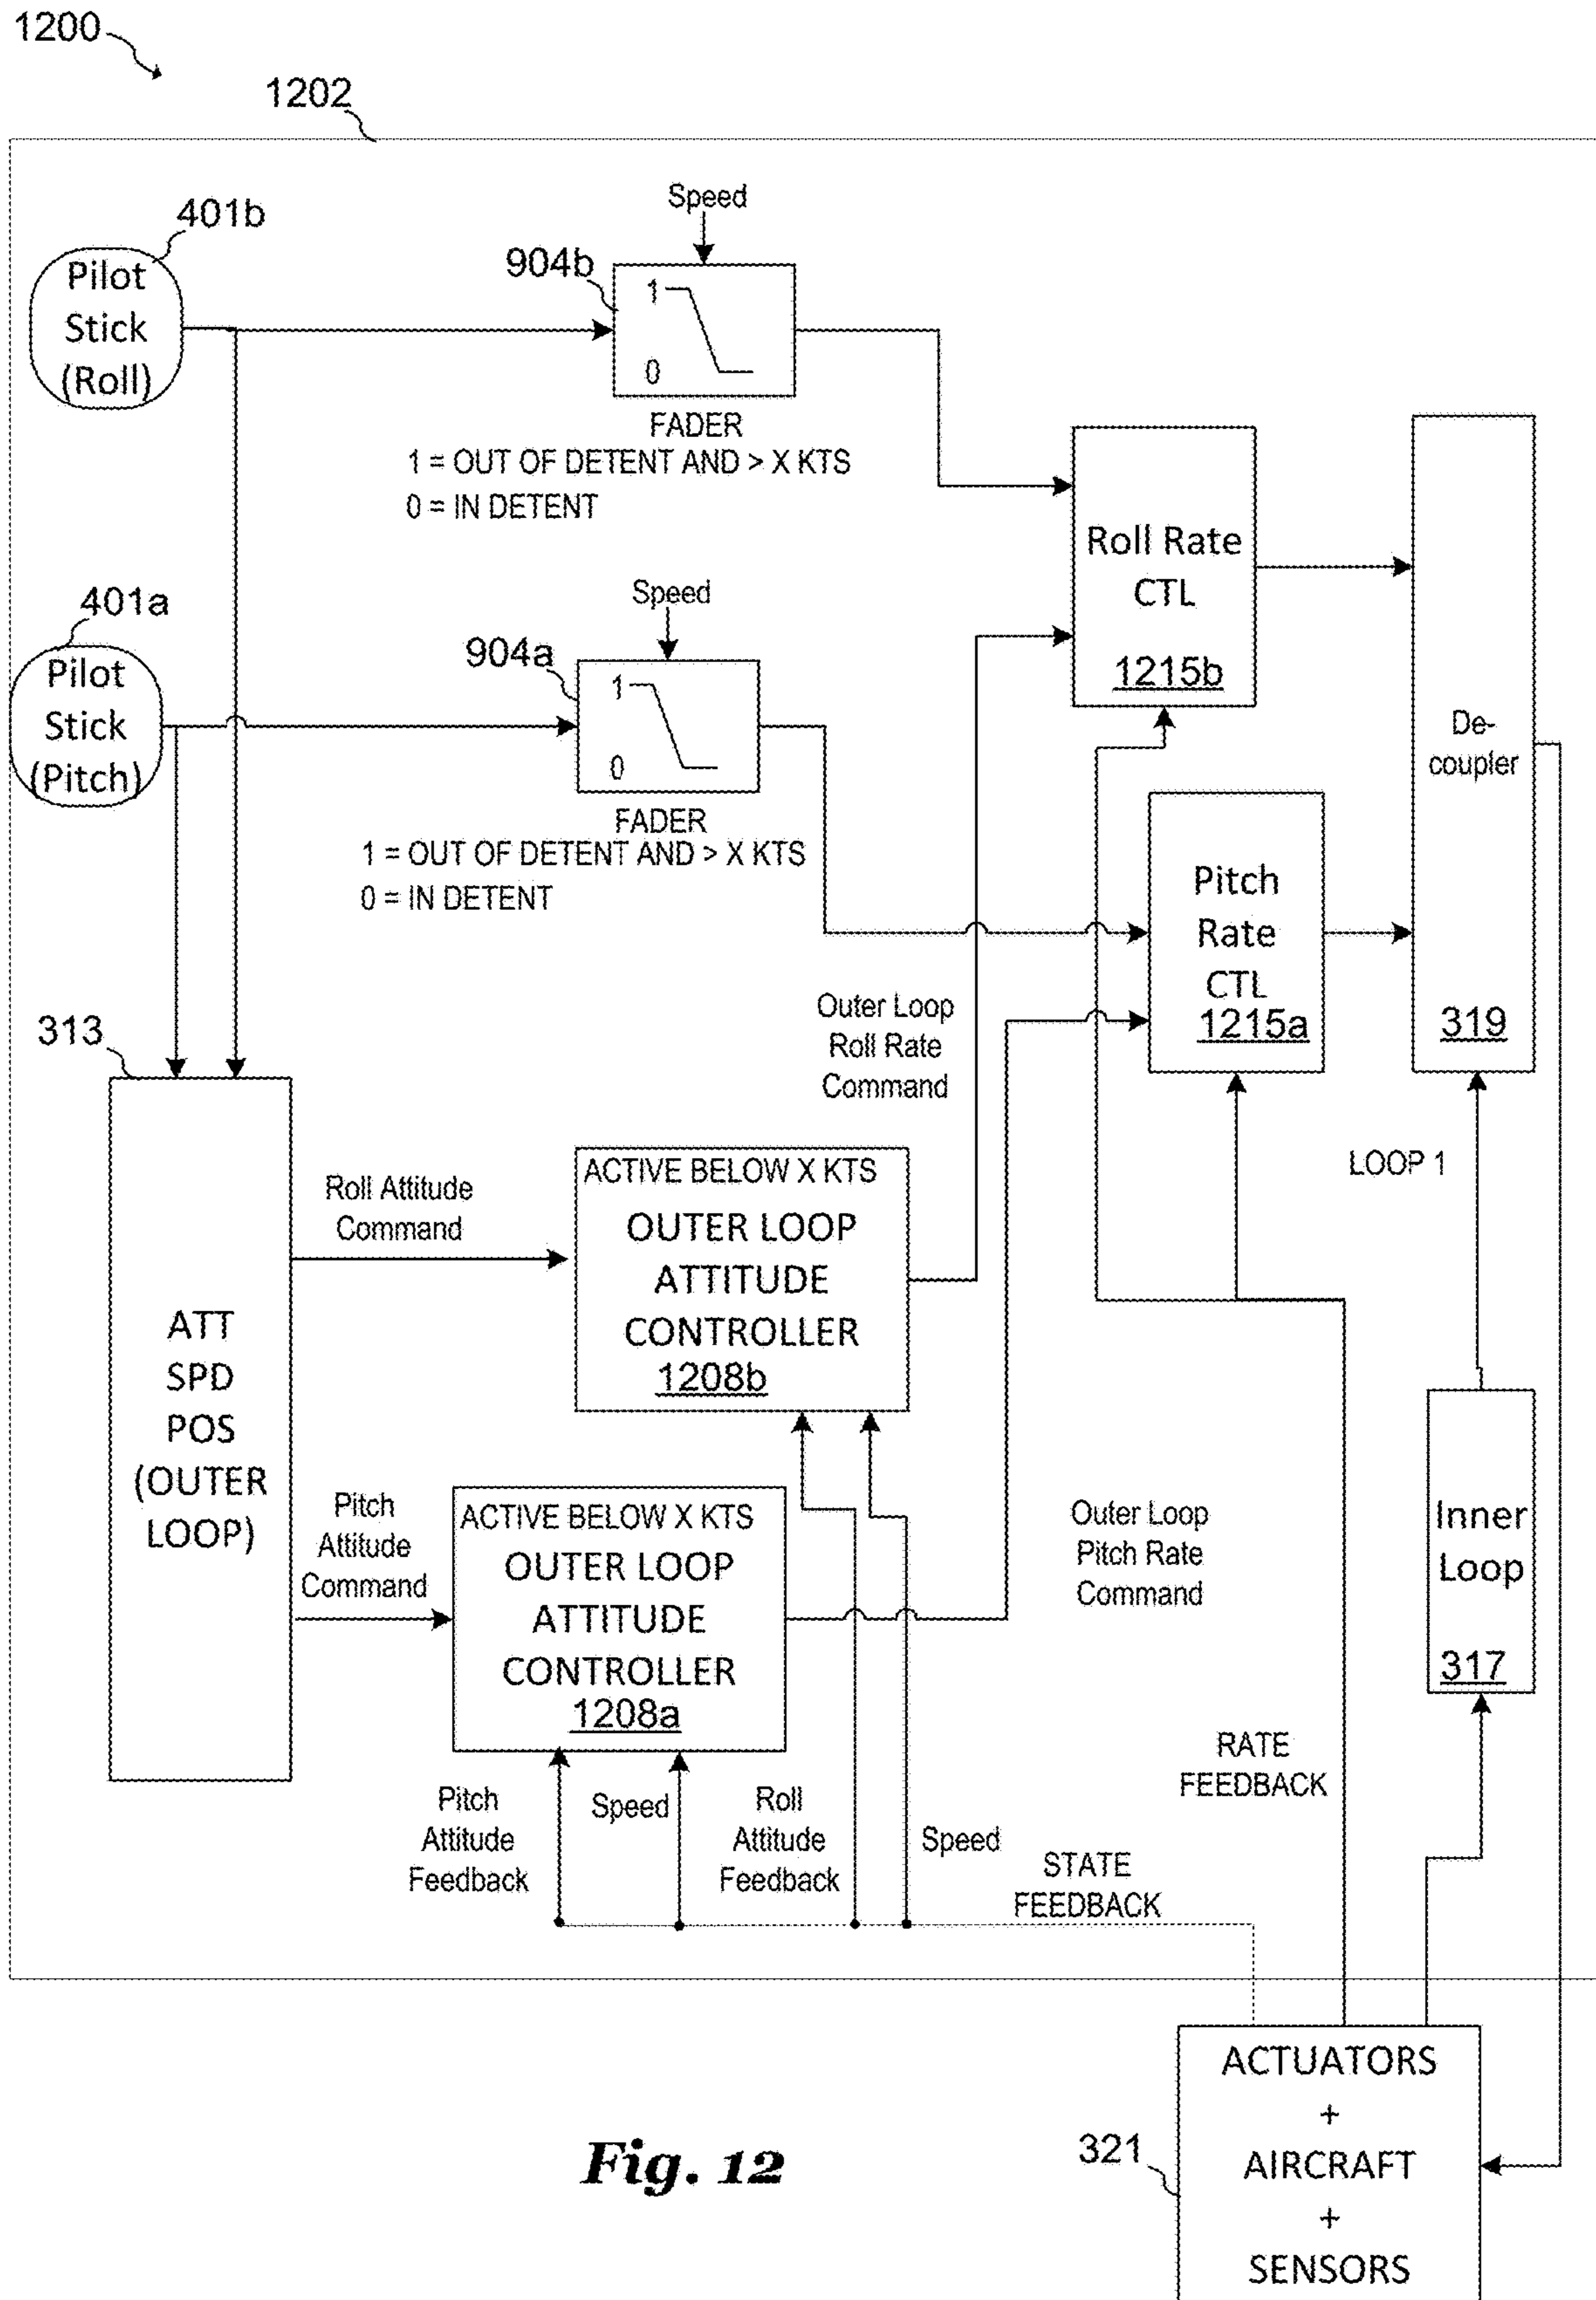 1200
1202
401b
Pilot
Stick
(Roll)
Speed
904b
1
0
FADER
1 = OUT OF DETENT AND > X KTS
0 = IN DETENT
Roll Rate
CTL
1215b
De-
coupler
319
401a
Pilot
Stick
(Pitch)
Speed
904a
1
0
FADER
1 = OUT OF DETENT AND > X KTS
0 = IN DETENT
Pitch
Rate
CTL
1215a
Outer Loop
Roll Rate
Command
313
ATT
SPD
POS
(OUTER
LOOP)
Roll Attitude
Command
ACTIVE BELOW X KTS
OUTER LOOP
ATTITUDE
CONTROLLER
1208b
LOOP 1
Pitch
Attitude
Command
ACTIVE BELOW X KTS
OUTER LOOP
ATTITUDE
CONTROLLER
1208a
Outer Loop
Pitch Rate
Command
Inner
Loop
317
RATE
FEEDBACK
Pitch
Attitude
Feedback
Speed
Roll
Attitude
Feedback
Speed
STATE
FEEDBACK
321
ACTUATORS
+
AIRCRAFT
+
SENSORS
Fig. 12